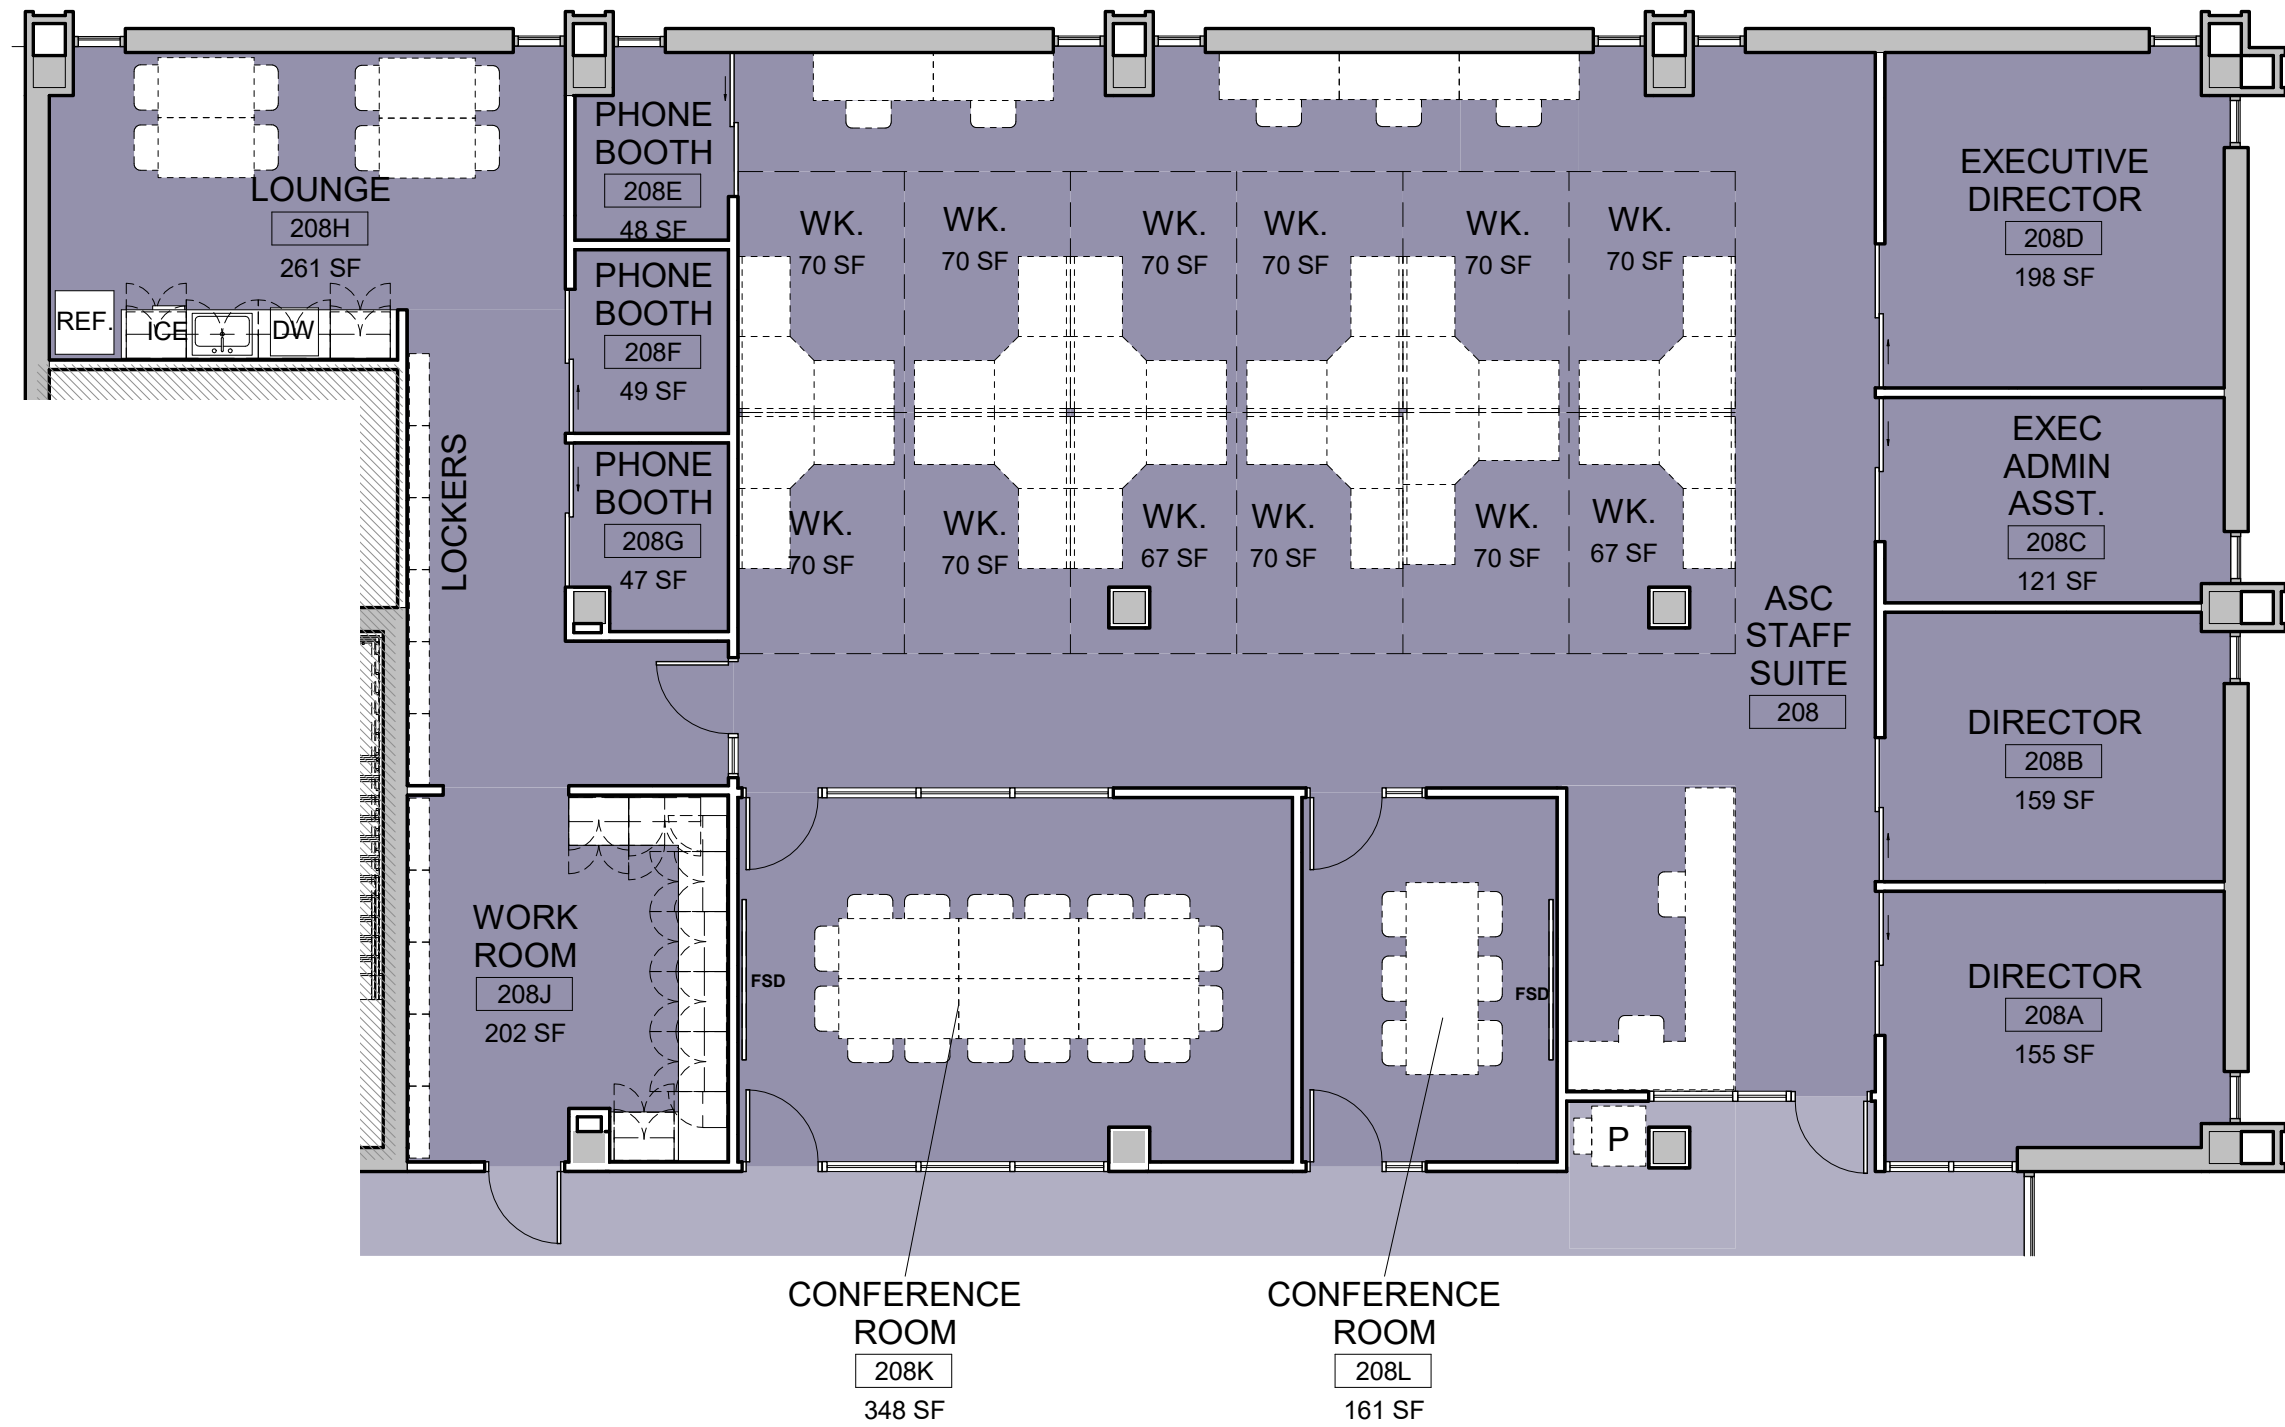 PHONE
BOOTH
208E
48 SF
LOUNGE
208H
261 SF
REF.
ICE
DW
PHONE
BOOTH
208F
49 SF
PHONE
BOOTH
208G
47 SF
LOCKERS
WK.
70 SF
WK.
70 SF
WK.
70 SF
WK.
70 SF
WK.
70 SF
WK.
70 SF
WK.
70 SF
WK.
70 SF
WK.
67 SF
WK.
70 SF
WK.
70 SF
WK.
67 SF
EXECUTIVE
DIRECTOR
208D
198 SF
EXEC
ADMIN
ASST.
208C
121 SF
ASC
STAFF
SUITE
208
DIRECTOR
208B
159 SF
DIRECTOR
208A
155 SF
WORK
ROOM
208J
202 SF
FSD
FSD
P
CONFERENCE
ROOM
208K
348 SF
CONFERENCE
ROOM
208L
161 SF